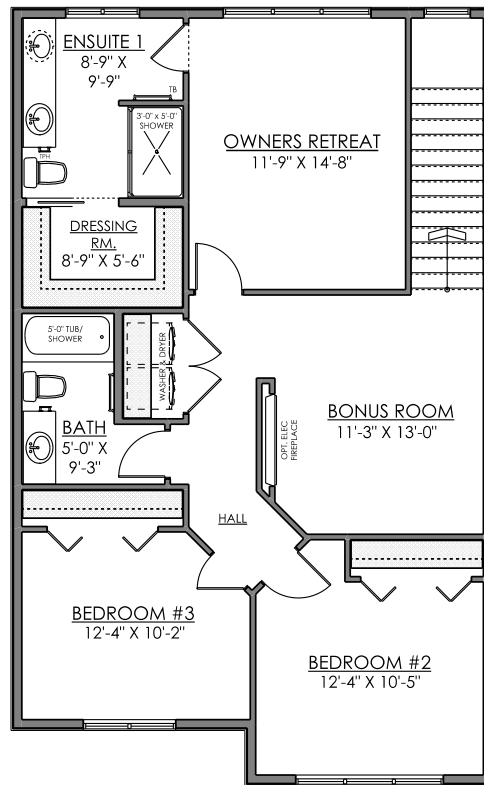 ENSUITE 1
8'-9" X
9'-9"
TB
3'-0" x 5'-0"
SHOWER
TPH
OWNERS RETREAT
11'-9" X 14'-8"
DRESSING
RM.
8'-9" X 5'-6"
5'-0" TUB/
SHOWER
WASHER & DRYER
BATH
5'-0" X
9'-3"
OPT. ELEC
FIREPLACE
BONUS ROOM
11'-3" X 13'-0"
HALL
BEDROOM #3
12'-4" X 10'-2"
BEDROOM #2
12'-4" X 10'-5"